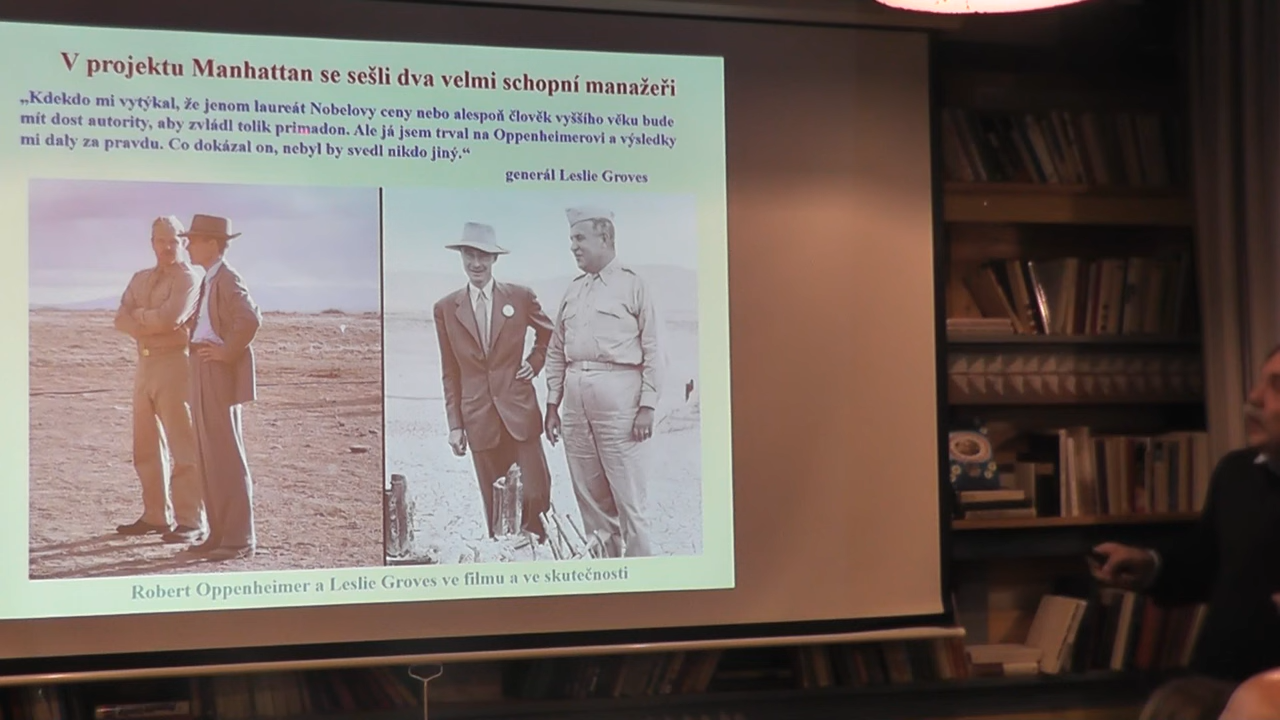 V projektu Manhattan se sešli dva velmi schopní manažeři
„Kdekdo mi vytýkal, že jenom laureát Nobelovy ceny nebo alespoň člověk vyššího věku bude
mít dost autority, aby zvládl tolik primadon. Ale já jsem trval na Oppenheimerovi a výsledky
mi daly za pravdu. Co dokázal on, nebyl by svedl nikdo jiný.“
generál Leslie Groves
Robert Oppenheimer a Leslie Groves ve filmu a ve skutečnosti